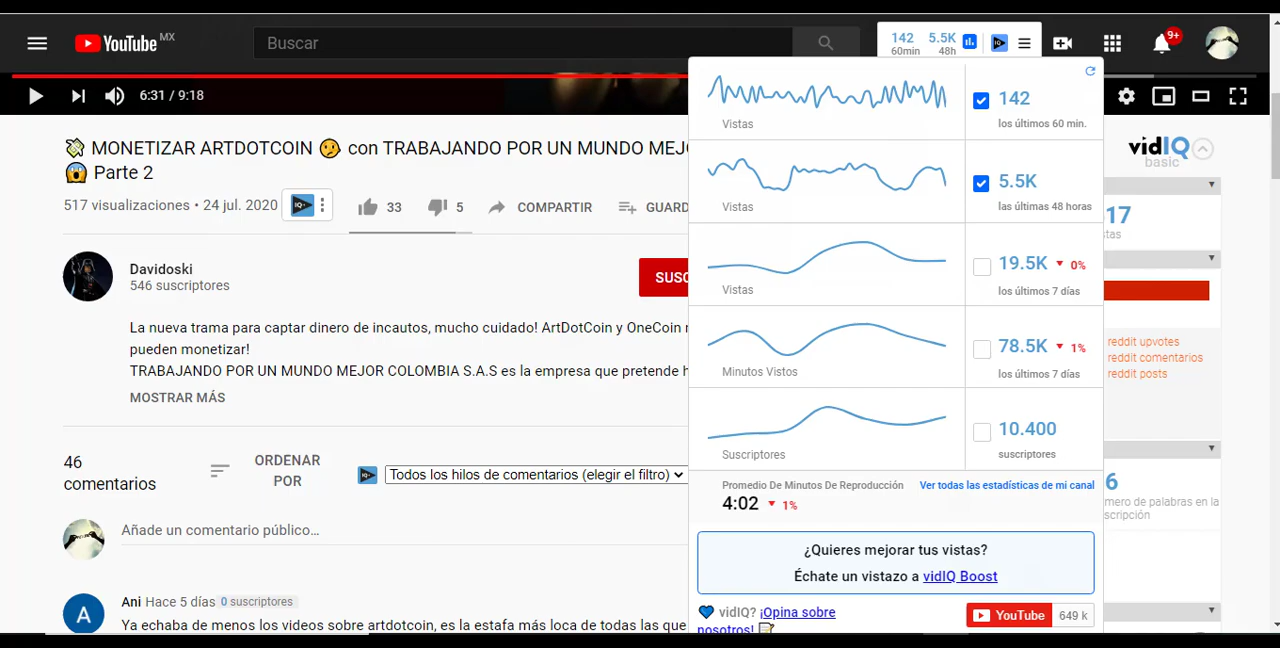 YouTube MX
Buscar
142 60min
5.5K 48h
9+
6:31 / 9:18
MONETIZAR ARTDOTCOIN con TRABAJANDO POR UN MUNDO MEJ
Parte 2
517 visualizaciones • 24 jul. 2020
33
5
COMPARTIR
GUARD
Davidoski
546 suscriptores
SUSC
La nueva trama para captar dinero de incautos, mucho cuidado! ArtDotCoin y OneCoin
pueden monetizar!
TRABAJANDO POR UN MUNDO MEJOR COLOMBIA S.A.S es la empresa que pretende
MOSTRAR MÁS
46
comentarios
ORDENAR
POR
Todos los hilos de comentarios (elegir el filtro)
Añade un comentario público...
A
Ani Hace 5 días 0 suscriptores
Ya echaba de menos los videos sobre artdotcoin, es la estafa más loca de todas las que
Vistas
142
los últimos 60 min.
Vistas
5.5K
las últimas 48 horas
Vistas
19.5K 0%
los últimos 7 días
Minutos Vistos
78.5K 1%
los últimos 7 días
Suscriptores
10.400
suscriptores
Promedio De Minutos De Reproducción
4:02 1%
Ver todas las estadísticas de mi canal
¿Quieres mejorar tus vistas?
Échate un vistazo a vidIQ Boost
vidIQ? ¡Opina sobre
nosotros!
YouTube 649 k
vidIQ
basic
17
tas
reddit upvotes
reddit comentarios
reddit posts
6
mero de palabras en la
scripción